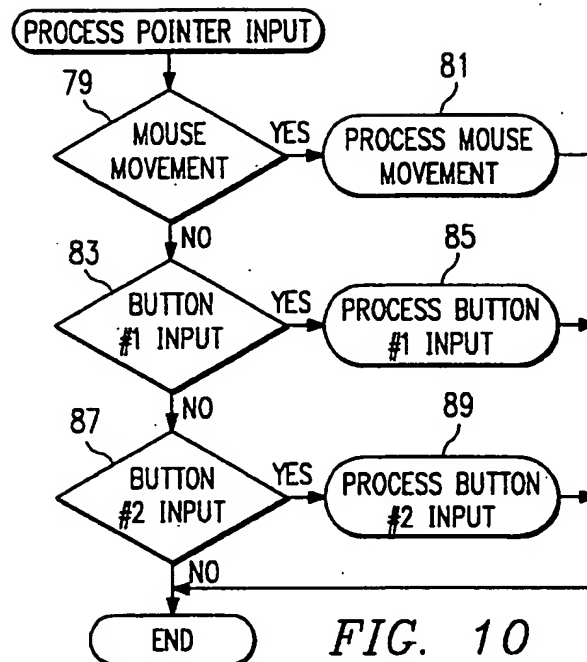 PROCESS POINTER INPUT
79
MOUSE
MOVEMENT
YES
81
PROCESS MOUSE
MOVEMENT
NO
83
BUTTON
#1 INPUT
YES
85
PROCESS BUTTON
#1 INPUT
NO
87
BUTTON
#2 INPUT
YES
89
PROCESS BUTTON
#2 INPUT
NO
END
FIG. 10